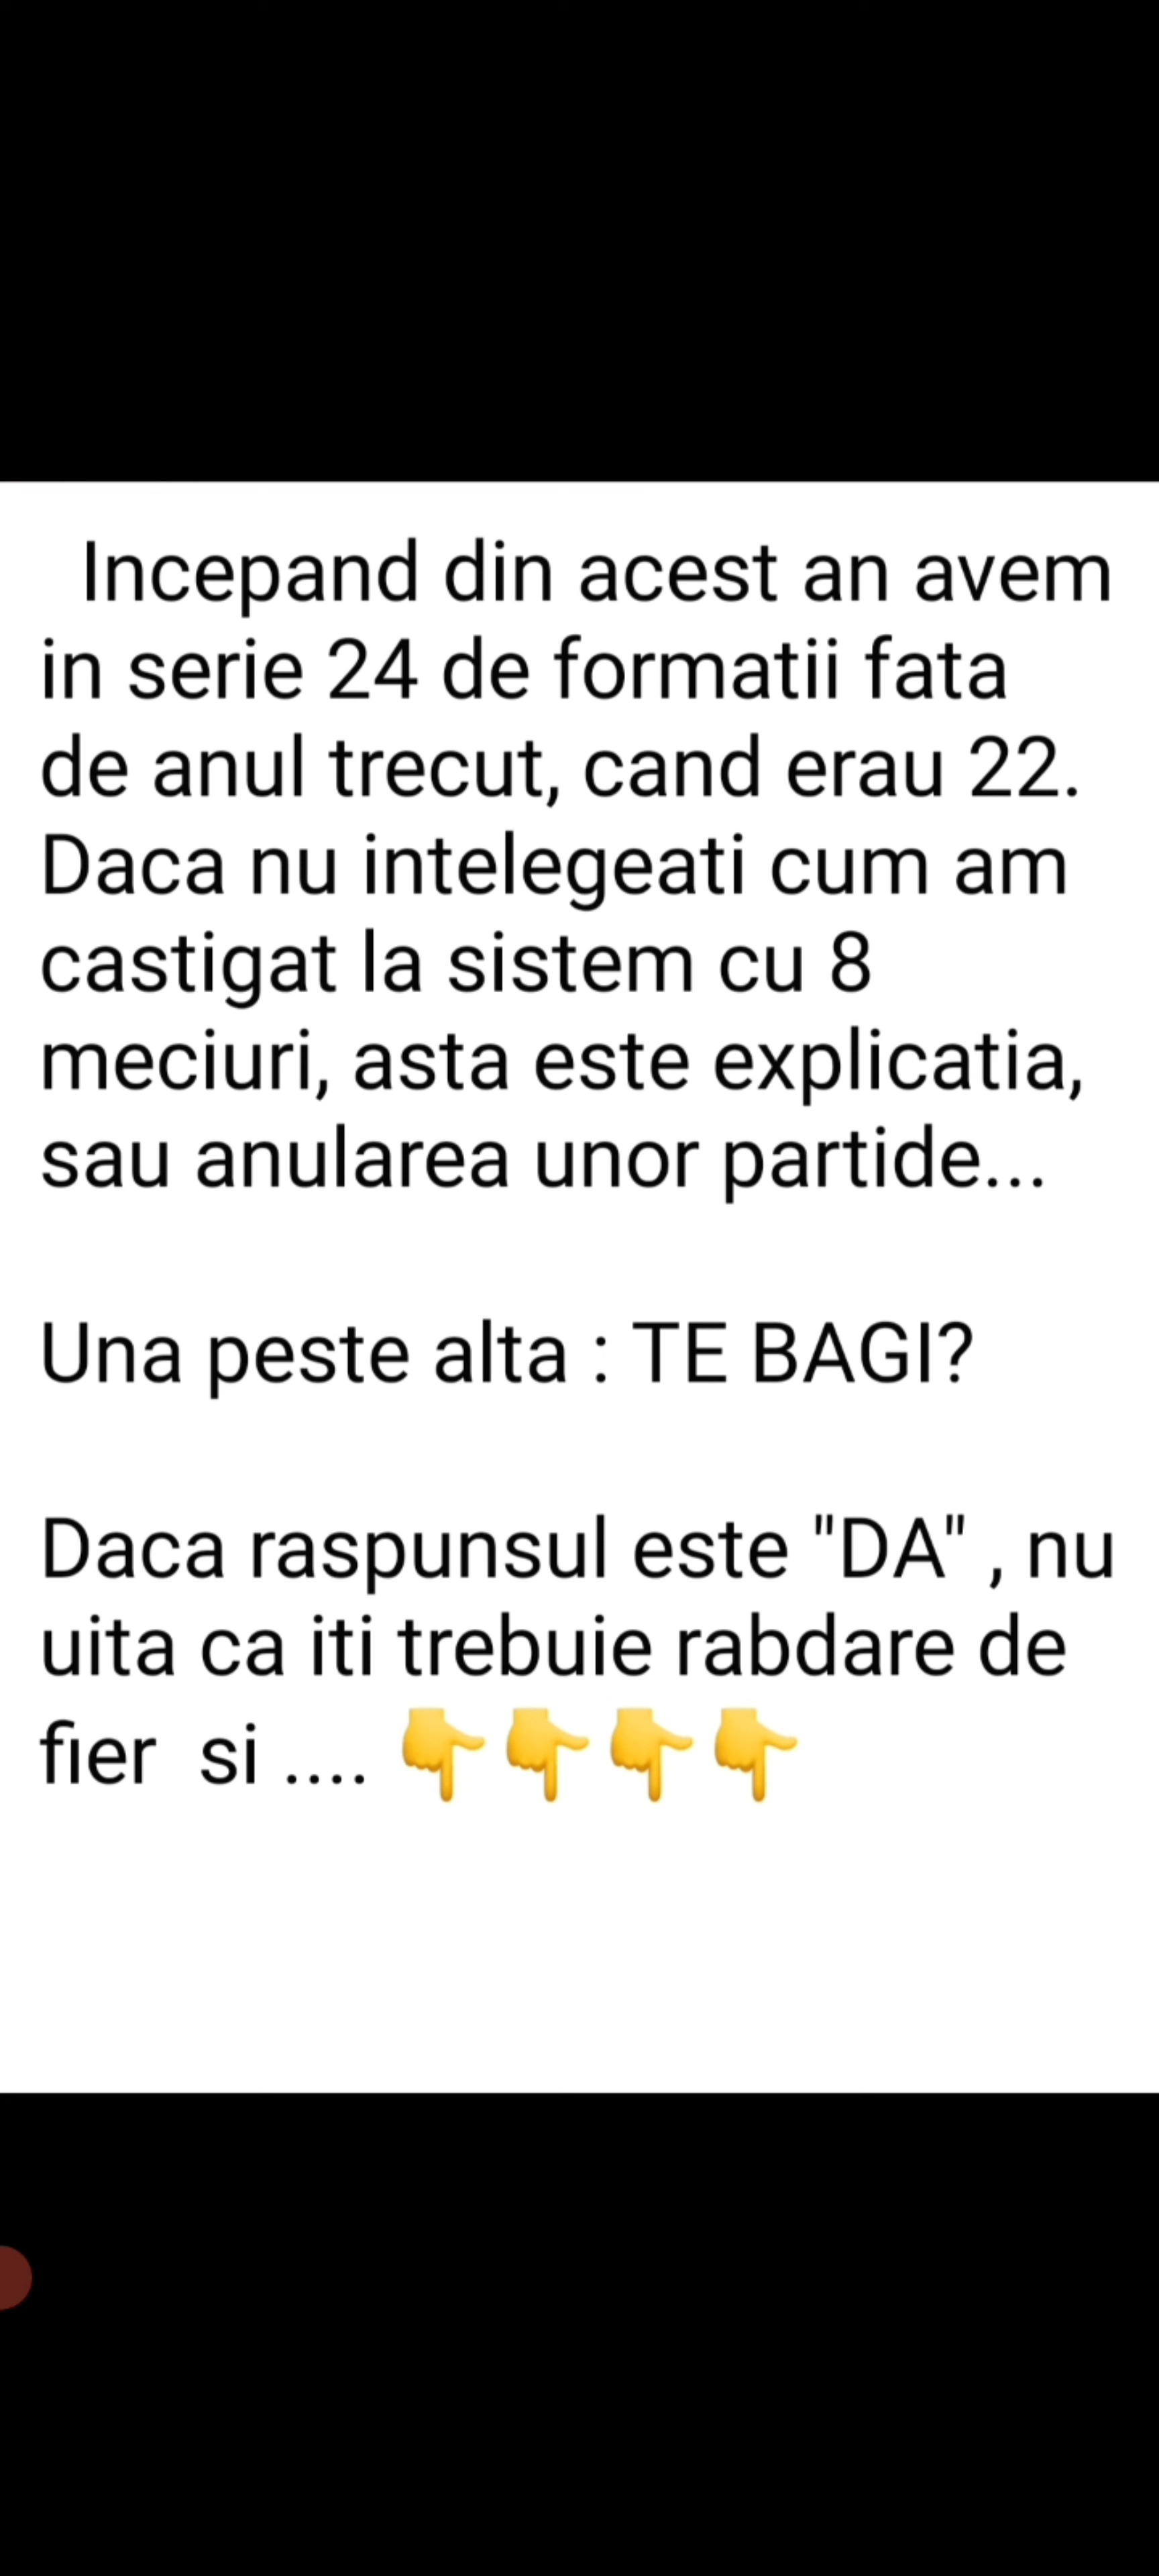 Incepand din acest an avem
in serie 24 de formatii fata
de anul trecut, cand erau 22.
Daca nu intelegeati cum am
castigat la sistem cu 8
meciuri, asta este explicatia,
sau anularea unor partide...
Una peste alta : TE BAGI?
Daca raspunsul este "DA" , nu
uita ca iti trebuie rabdare de
fier  si .... 👇👇👇👇